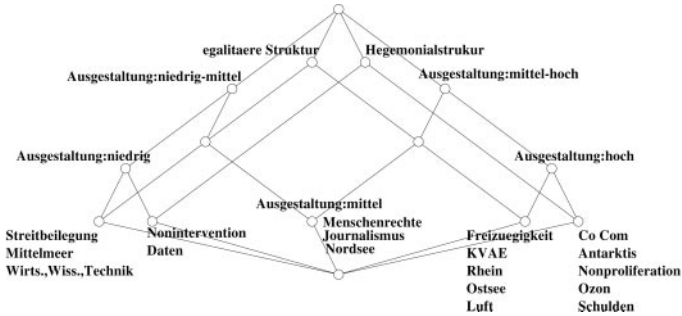 egalitaere Struktur
Hegemonialstrukur
Ausgestaltung:niedrig-mittel
Ausgestaltung:mittel-hoch
Ausgestaltung:niedrig
Ausgestaltung:hoch
Ausgestaltung:mittel
Streitbeilegung
Mittelmeer
Wirts.,Wiss.,Technik
Nonintervention
Daten
Menschenrechte
Journalismus
Nordsee
Freizuegigkeit
KVAE
Rhein
Ostsee
Luft
Co Com
Antarktis
Nonproliferation
Ozon
Schulden